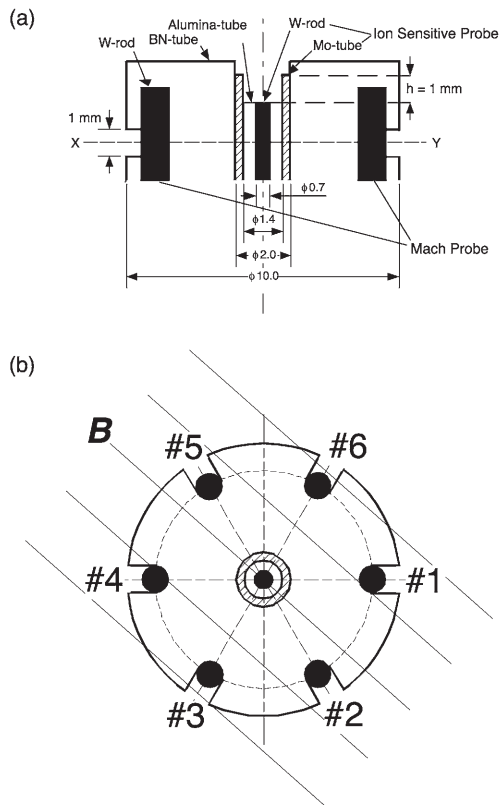 (a)
Alumina-tube
W-rod
Ion Sensitive Probe
W-rod
BN-tube
Mo-tube
h = 1 mm
1 mm
X
Y
ϕ0.7
ϕ1.4
Mach Probe
ϕ2.0
ϕ10.0
(b)
B
#5
#6
#4
#1
#3
#2